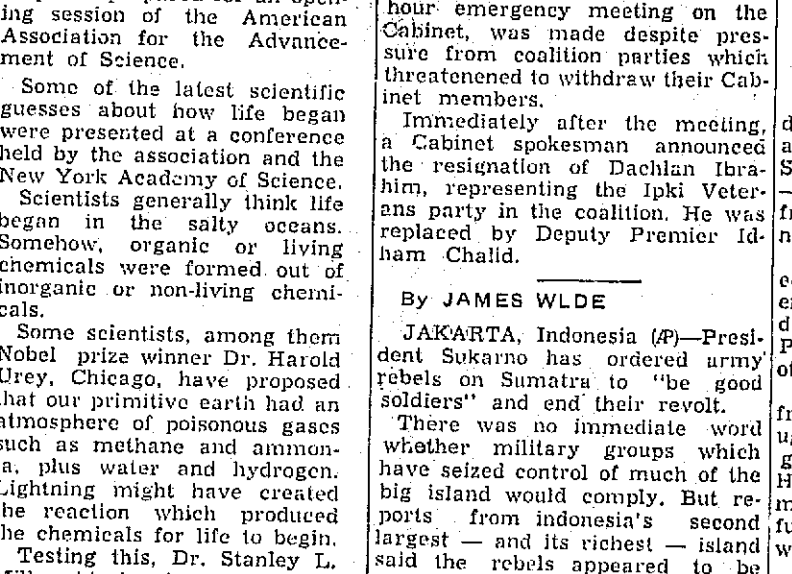 ing session of the American
Association for the Advance-
ment of Science.
Some of the latest scientific
guesses about how life began
were presented at a conference
held by the association and the
New York Academy of Science.
Scientists generally think life
began in the salty oceans.
Somehow, organic or living
chemicals were formed out of
inorganic or non-living chemi-
cals.
Some scientists, among them
Nobel prize winner Dr. Harold
Urey, Chicago, have proposed
that our primitive earth had an
atmosphere of poisonous gases
such as methane and ammon-
a, plus water and hydrogen.
Lightning might have created
the reaction which produced
the chemicals for life to begin.
Testing this, Dr. Stanley L.
hour emergency meeting on the
Cabinet, was made despite pres-
sure from coalition parties which
threatenened to withdraw their Cab-
inet members.
Immediately after the meeting,
a Cabinet spokesman announced
the resignation of Dachlan Ibra-
him, representing the Ipki Veter-
ans party in the coalition. He was
replaced by Deputy Premier Id-
ham Chalid.
By JAMES WLDE
JAKARTA, Indonesia (AP)—Presi-
dent Sukarno has ordered army
rebels on Sumatra to "be good
soldiers" and end their revolt.
There was no immediate word
whether military groups which
have seized control of much of the
big island would comply. But re-
ports from indonesia's second
largest — and its richest — island
said the rebels appeared to be